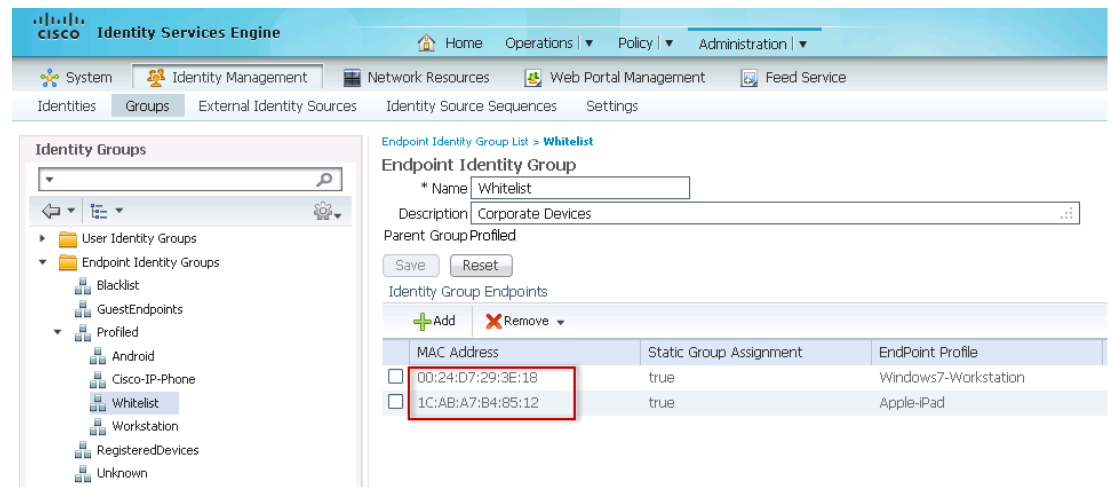 CISCO Identity Services Engine
Home Operations | ▼ Policy | ▼ Administration | ▼
System Identity Management Network Resources Web Portal Management Feed Service
Identities Groups External Identity Sources Identity Source Sequences Settings
Identity Groups
User Identity Groups
Endpoint Identity Groups
Blacklist
GuestEndpoints
Profiled
Android
Cisco-IP-Phone
Whitelist
Workstation
RegisteredDevices
Unknown
Endpoint Identity Group List > Whitelist
Endpoint Identity Group
* Name Whitelist
Description Corporate Devices
Parent Group Profiled
Save Reset
Identity Group Endpoints
Add Remove
MAC Address Static Group Assignment EndPoint Profile
00:24:D7:29:3E:18 true Windows7-Workstation
1C:AB:A7:B4:85:12 true Apple-iPad